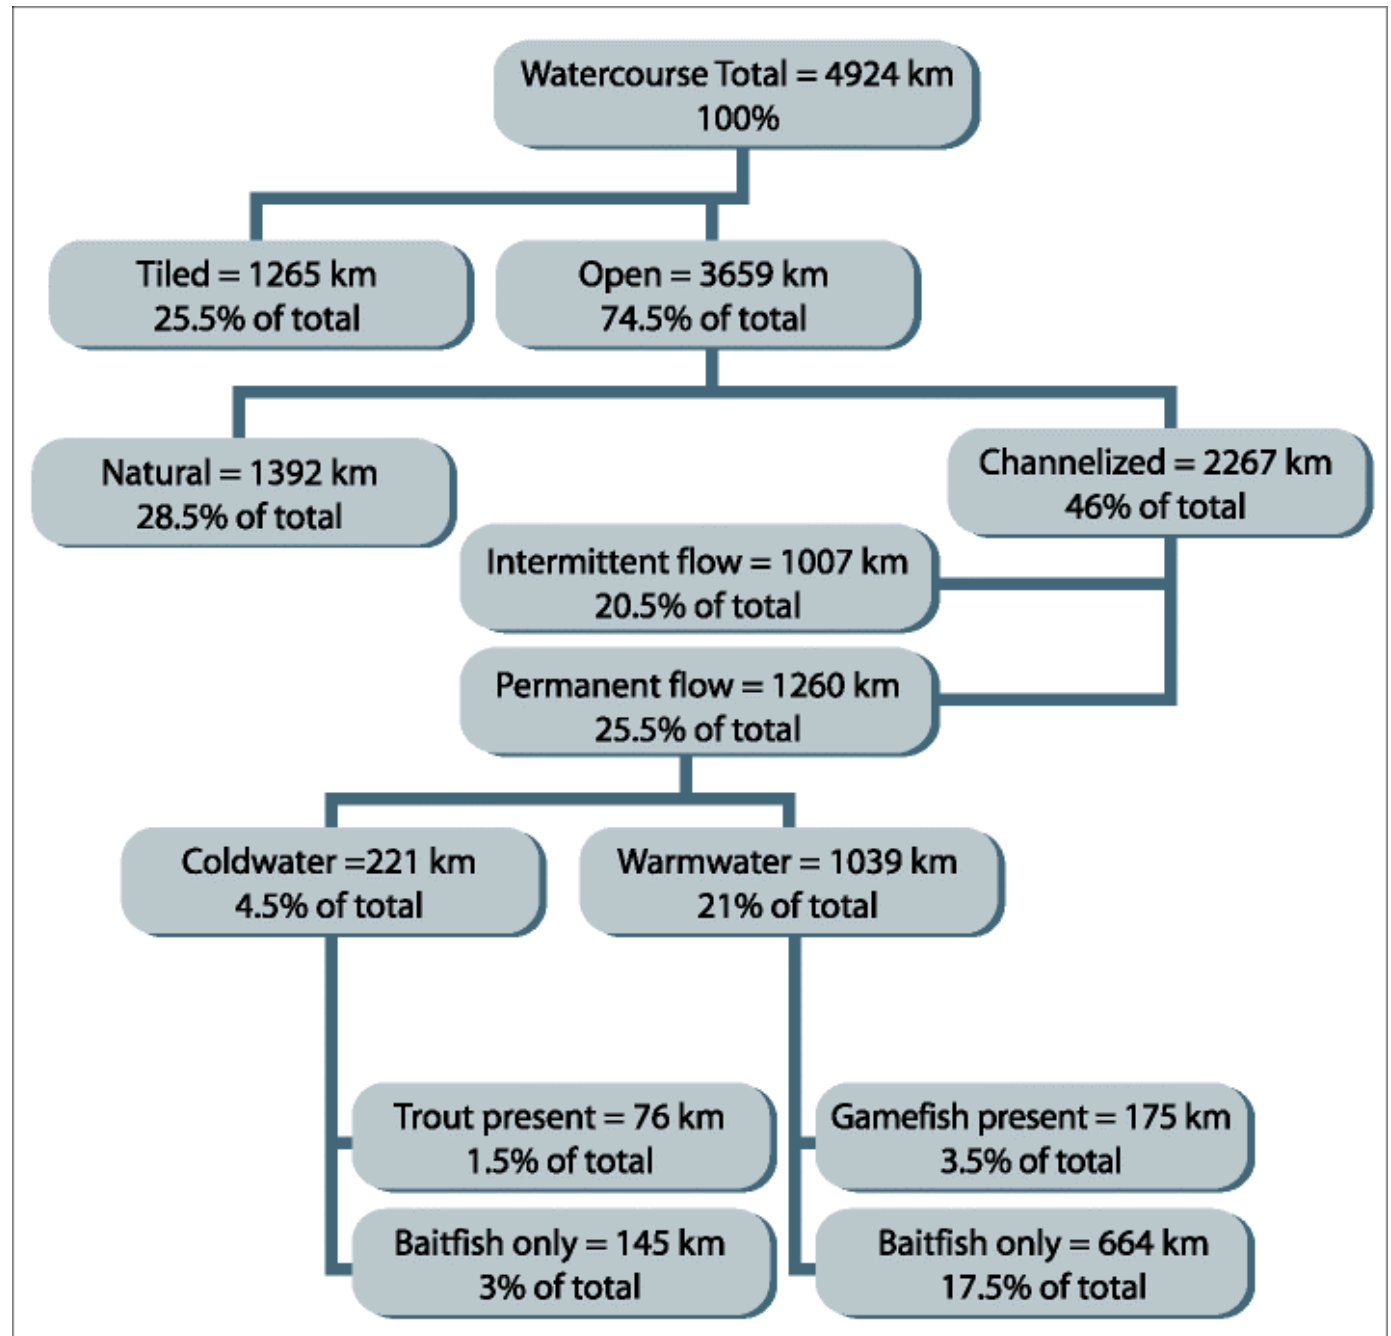 Watercourse Total = 4924 km
100%
Tiled = 1265 km
25.5% of total
Open = 3659 km
74.5% of total
Natural = 1392 km
28.5% of total
Channelized = 2267 km
46% of total
Intermittent flow = 1007 km
20.5% of total
Permanent flow = 1260 km
25.5% of total
Coldwater =221 km
4.5% of total
Warmwater = 1039 km
21% of total
Trout present = 76 km
1.5% of total
Gamefish present = 175 km
3.5% of total
Baitfish only = 145 km
3% of total
Baitfish only = 664 km
17.5% of total